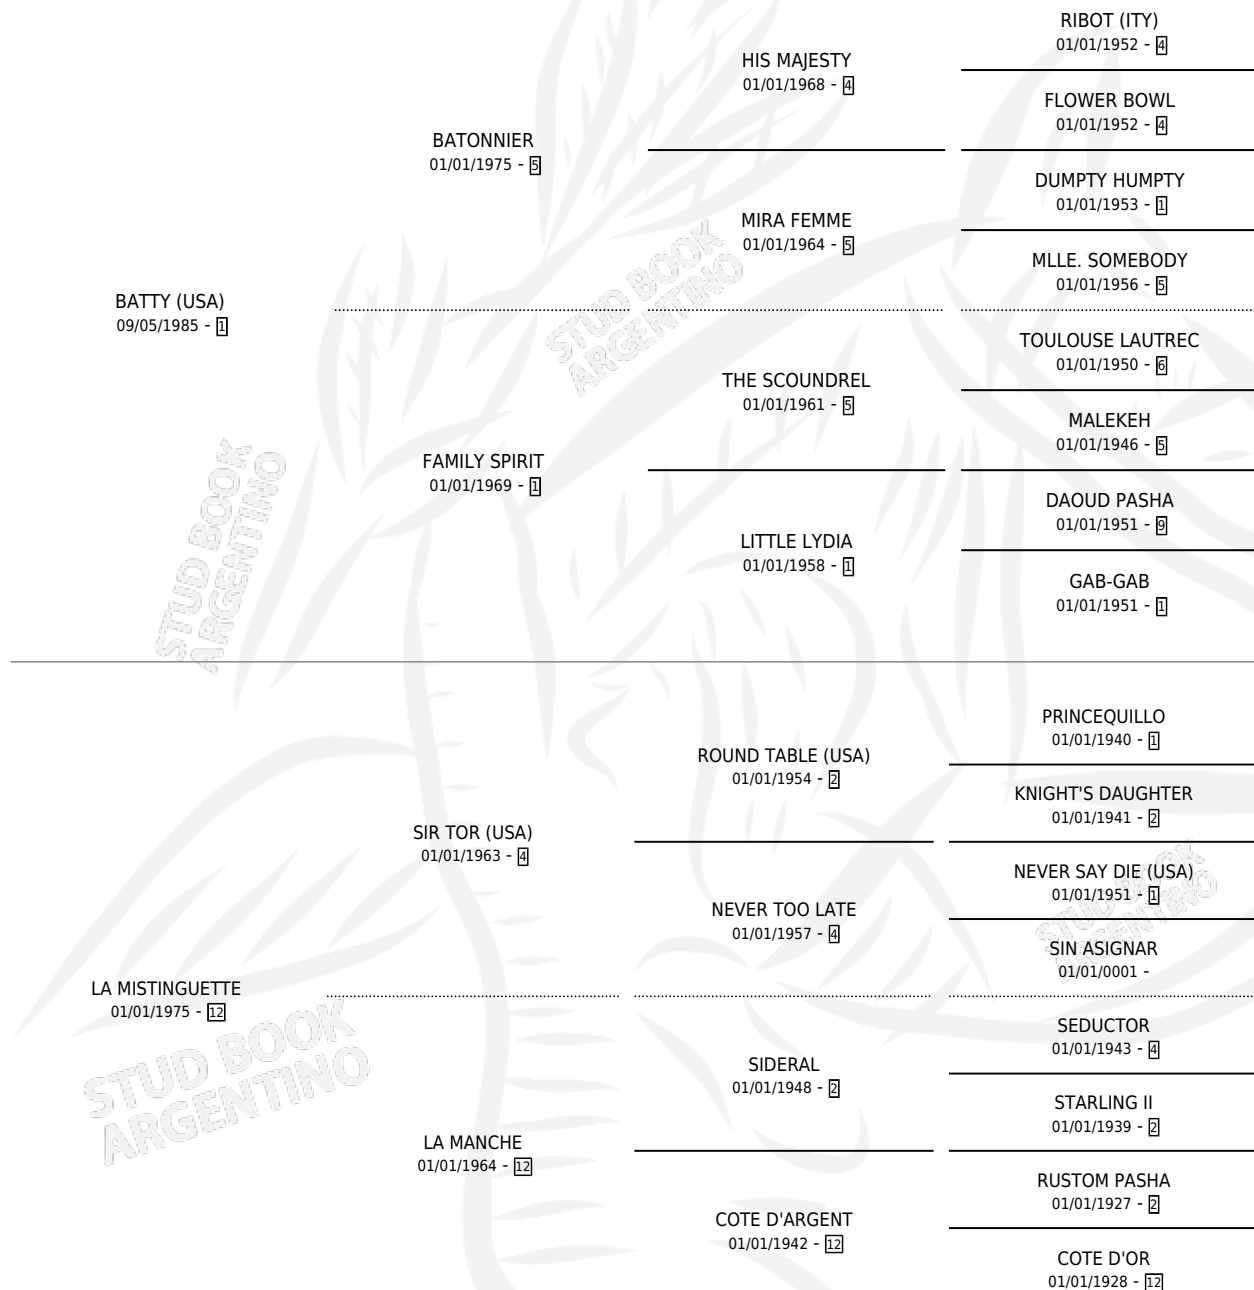 RIBOT (ITY)
01/01/1952 - 4
HIS MAJESTY
01/01/1968 - 4
FLOWER BOWL
01/01/1952 - 4
BATONNIER
01/01/1975 - 5
DUMPTY HUMPTY
01/01/1953 - 1
MIRA FEMME
01/01/1964 - 5
MLLE. SOMEBODY
01/01/1956 - 5
BATTY (USA)
09/05/1985 - 1
STUD BOOK
ARGENTINO
TOULOUSE LAUTREC
01/01/1950 - 6
THE SCOUNDREL
01/01/1961 - 5
MALEKEH
01/01/1946 - 5
FAMILY SPIRIT
01/01/1969 - 1
DAOUD PASHA
01/01/1951 - 9
LITTLE LYDIA
01/01/1958 - 1
GAB-GAB
01/01/1951 - 1
STUD BOOK
ARGENTINO
PRINCEQUILLO
01/01/1940 - 1
ROUND TABLE (USA)
01/01/1954 - 2
KNIGHT'S DAUGHTER
01/01/1941 - 2
SIR TOR (USA)
01/01/1963 - 4
NEVER SAY DIE (USA)
01/01/1951 - 1
NEVER TOO LATE
01/01/1957 - 4
STUD BOOK
ARGENTINO
SIN ASIGNAR
01/01/0001 -
LA MISTINGUETTE
01/01/1975 - 12
STUD BOOK
ARGENTINO
SEDUCTOR
01/01/1943 - 4
SIDERAL
01/01/1948 - 2
STARLING II
01/01/1939 - 2
LA MANCHE
01/01/1964 - 12
RUSTOM PASHA
01/01/1927 - 2
COTE D'ARGENT
01/01/1942 - 12
COTE D'OR
01/01/1928 - 12